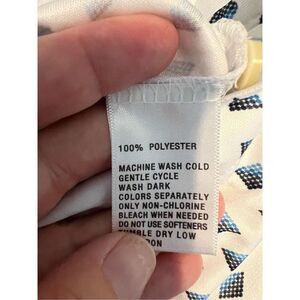 100% POLYESTER
MACHINE WASH COLD
GENTLE CYCLE
WASH DARK
COLORS SEPARATELY
ONLY NON-CHLORINE
BLEACH WHEN NEEDED
DO NOT USE SOFTENERS
TUMBLE DRY LOW